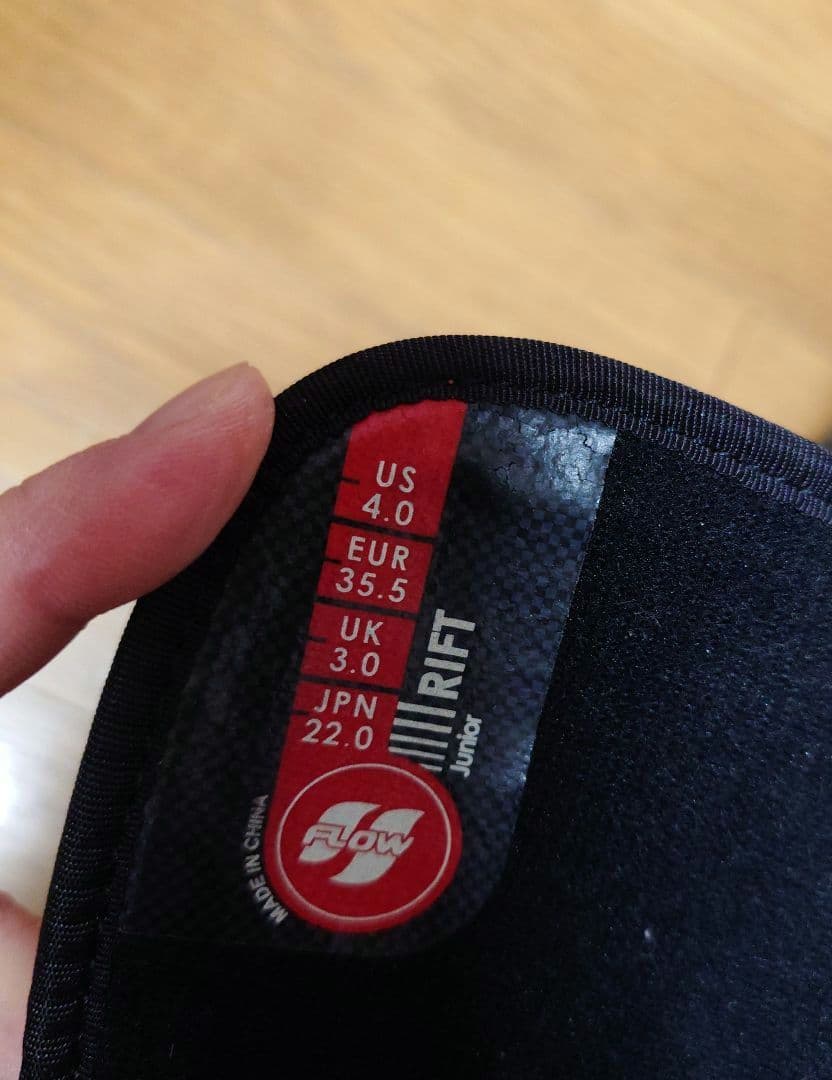 US
4.0
EUR
35.5
UK
3.0
JPN
22.0
RIFT
Junior
FLOW
MADE IN CHINA